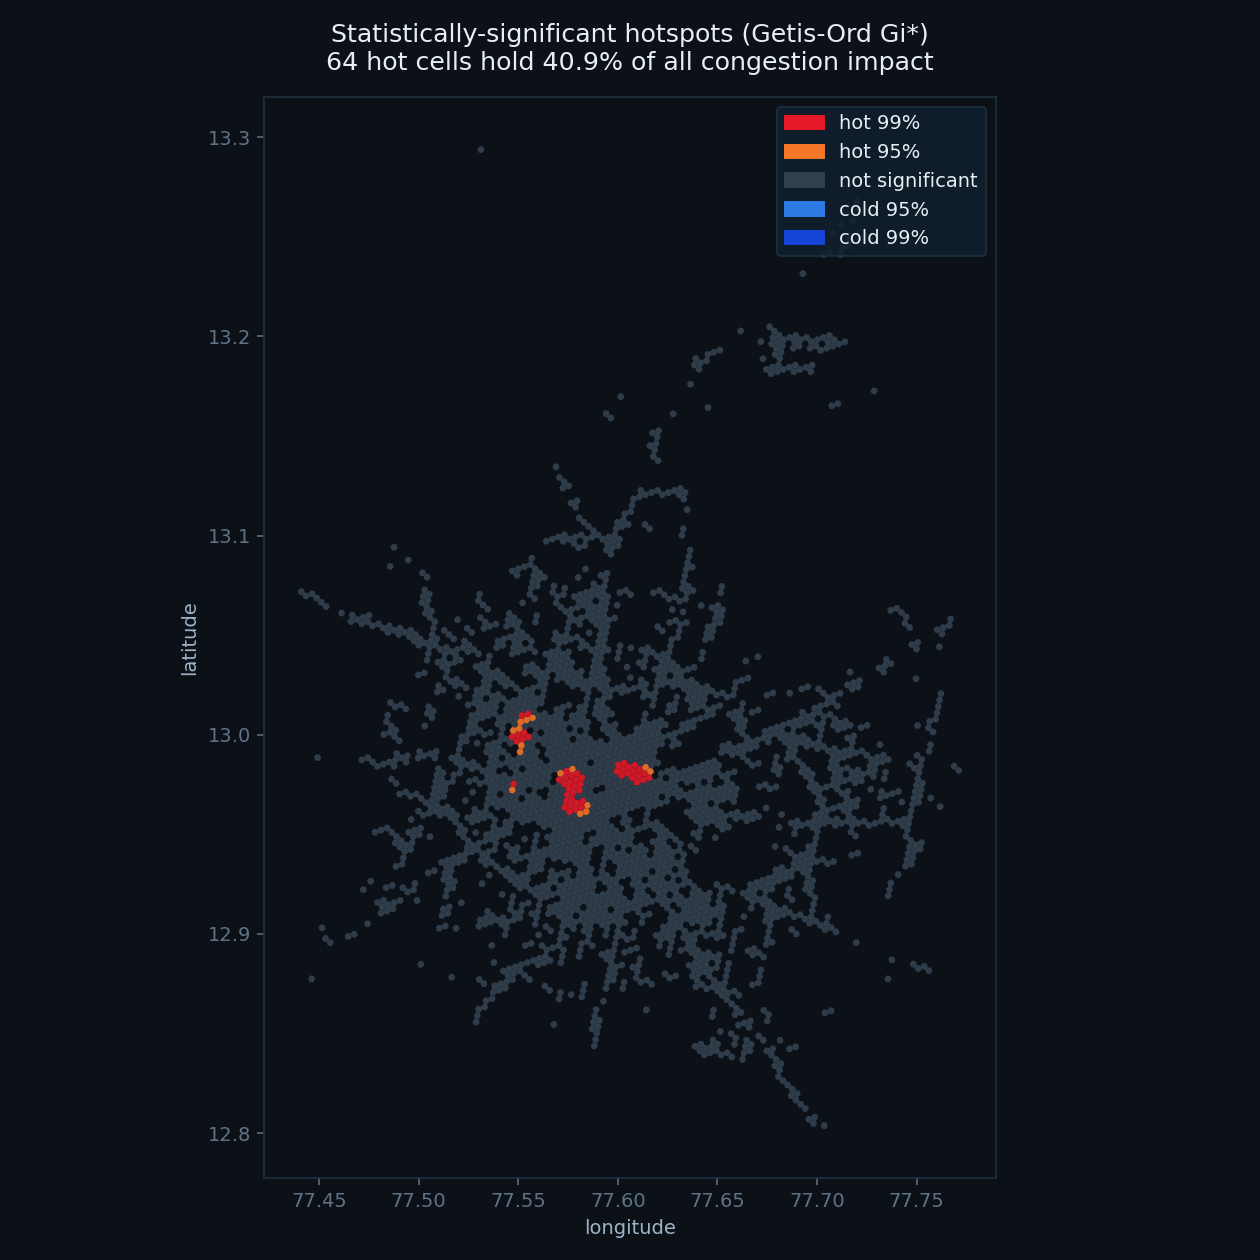 Statistically-significant hotspots (Getis-Ord Gi*)
64 hot cells hold 40.9% of all congestion impact
hot 99%
hot 95%
not significant
cold 95%
cold 99%
13.3
13.2
13.1
13.0
12.9
12.8
latitude
77.45
77.50
77.55
77.60
77.65
77.70
77.75
longitude